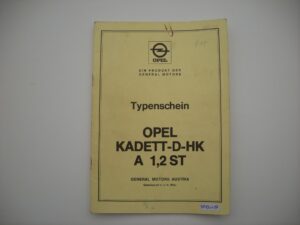 OPEL
EIN PRODUKT DER
GENERAL MOTORS
Typenschein
OPEL
KADETT-D-HK
A 1,2 ST
GENERAL MOTORS AUSTRIA